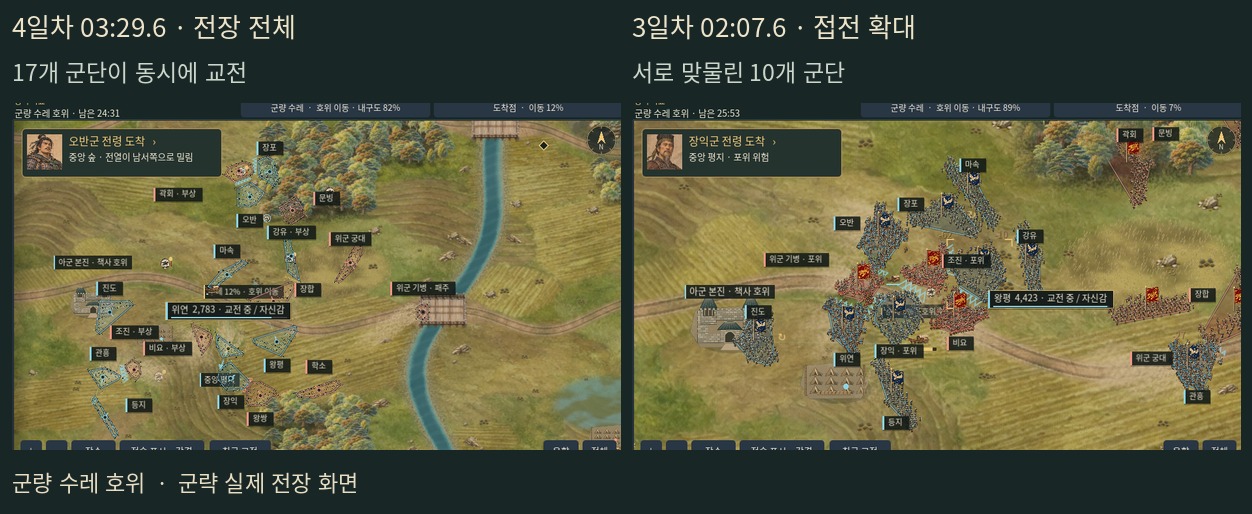 4일차 03:29.6 · 전장 전체
17개 군단이 동시에 교전
군량 수레 호위 · 남은 24:31
군량 수레 · 호위 이동 · 내구도 82%
도착점 · 이동 12%
오반군 전령 도착 ›
중앙 숲 · 전열이 남서쪽으로 밀림
N
장포
곽회 · 부상
문빙
오반
강유 · 부상
위군 궁대
마속
아군 본진 · 책사 호위
진도
12% · 호위 이동
장합
위군 기병 · 패주
위연 2,783 · 교전 중 / 자신감
조진 · 부상
비요 · 부상
관흥
왕평
학소
장익
등지
왕쌍
3일차 02:07.6 · 접전 확대
서로 맞물린 10개 군단
군량 수레 호위 · 남은 25:53
군량 수레 · 호위 이동 · 내구도 89%
도착점 · 이동 7%
장익군 전령 도착 ›
중앙 평지 · 포위 위험
N
곽회
문빙
마속
장포
오반
강유
위군 기병 · 포위
조진 · 포위
아군 본진 · 책사 호위
진도
왕평 4,423 · 교전 중 / 자신감
장합
위연
장익 · 포위
비요
위군 궁대
관흥
등지
군량 수레 호위 · 군략 실제 전장 화면